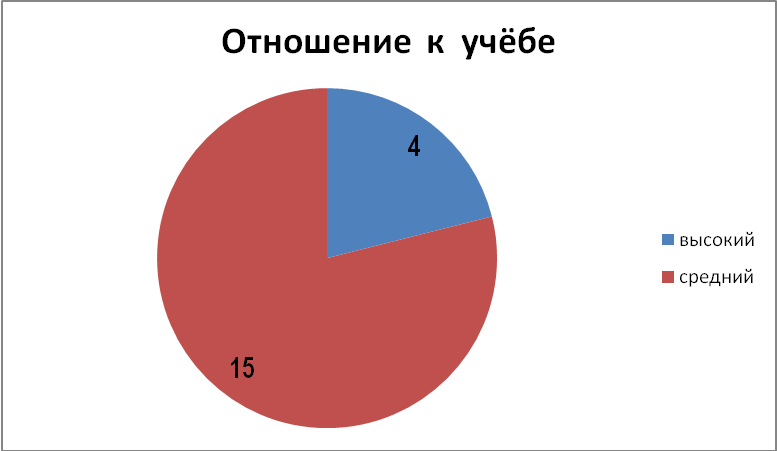 Отношение к учёбе
4
высокий
средний
15